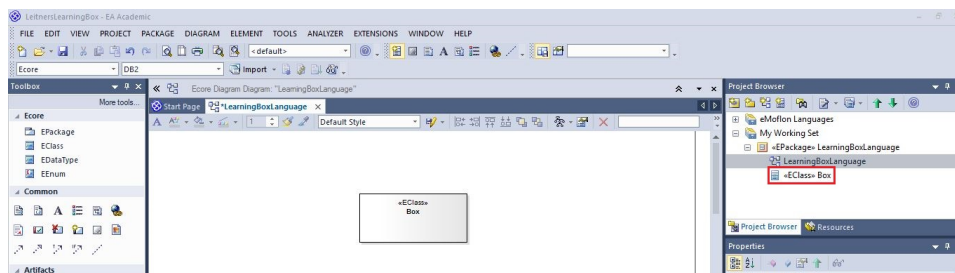 LeitnersLearningBox - EA Academic
FILE EDIT VIEW PROJECT PACKAGE DIAGRAM ELEMENT TOOLS ANALYZER EXTENSIONS WINDOW HELP
<default>
Ecore DB2 Import
Toolbox
More tools...
Ecore
EPackage
EClass
EDataType
EEnum
Common
Artifacts
Ecore Diagram Diagram: "LearningBoxLanguage"
Start Page *LearningBoxLanguage
1 Default Style
«EClass»
Box
Project Browser
eMoflon Languages
My Working Set
«EPackage» LearningBoxLanguage
LearningBoxLanguage
«EClass» Box
Project Browser Resources
Properties